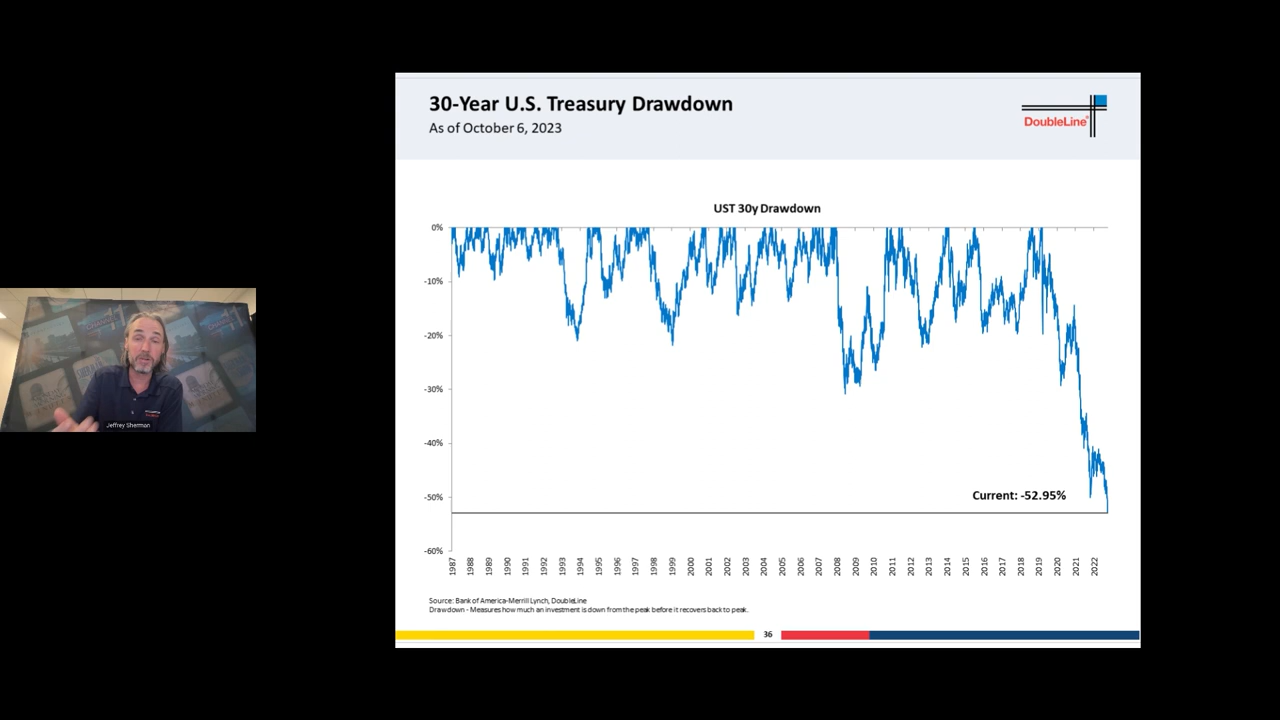 30-Year U.S. Treasury Drawdown
As of October 6, 2023
DoubleLine®
UST 30y Drawdown
0%
-10%
-20%
-30%
-40%
-50%
-60%
Current: -52.95%
1987 1988 1989 1990 1991 1992 1993 1994 1995 1996 1997 1998 1999 2000 2001 2002 2003 2004 2005 2006 2007 2008 2009 2010 2011 2012 2013 2014 2015 2016 2017 2018 2019 2020 2021 2022
Source: Bank of America-Merrill Lynch, DoubleLine
Drawdown - Measures how much an investment is down from the peak before it recovers back to peak.
36
Jeffrey Sherman